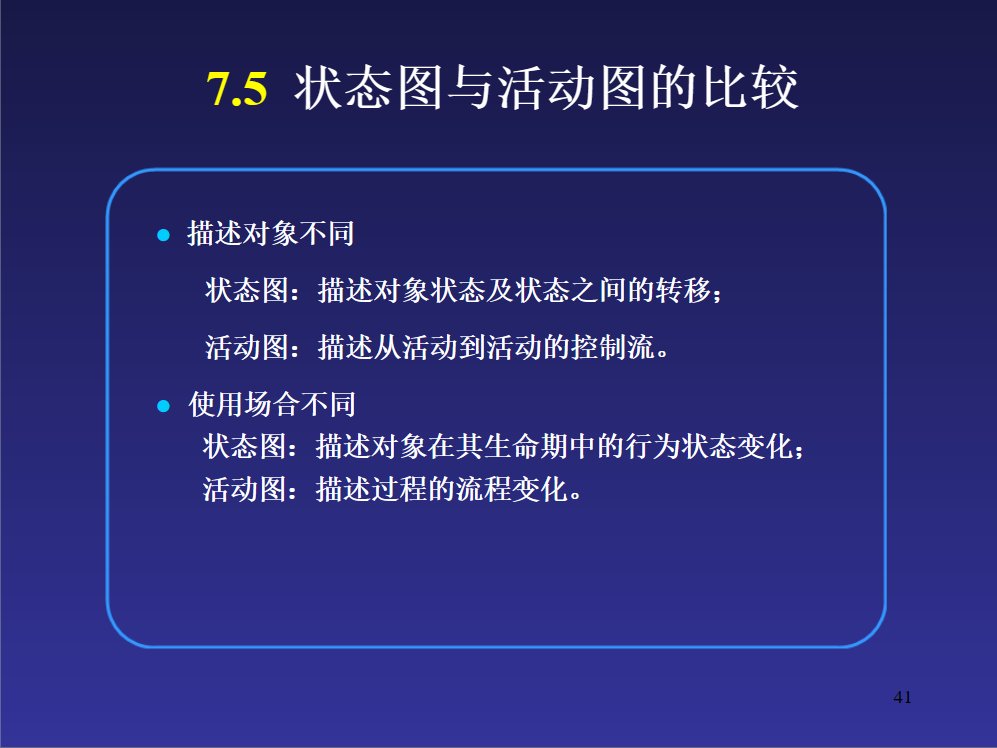 7.5 状态图与活动图的比较
描述对象不同
状态图：描述对象状态及状态之间的转移；
活动图：描述从活动到活动的控制流。
使用场合不同
状态图：描述对象在其生命期中的行为状态变化；
活动图：描述过程的流程变化。
41